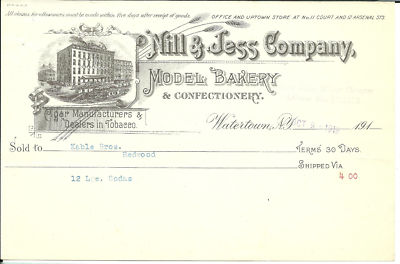 All claims for allowances must be made within five days after receipt of goods.
OFFICE AND UPTOWN STORE AT No. 11 COURT AND 12 ARSENAL STS.
Nill & Jess Company,
MODEL BAKERY
& CONFECTIONERY.
Cigar Manufacturers &
Dealers in Tobacco.
Watertown, N.Y. OCT 191
Sold to Kable Bros. TERMS 30 DAYS.
Redwood
SHIPPED VIA
4 00
12 Lge. Sodas